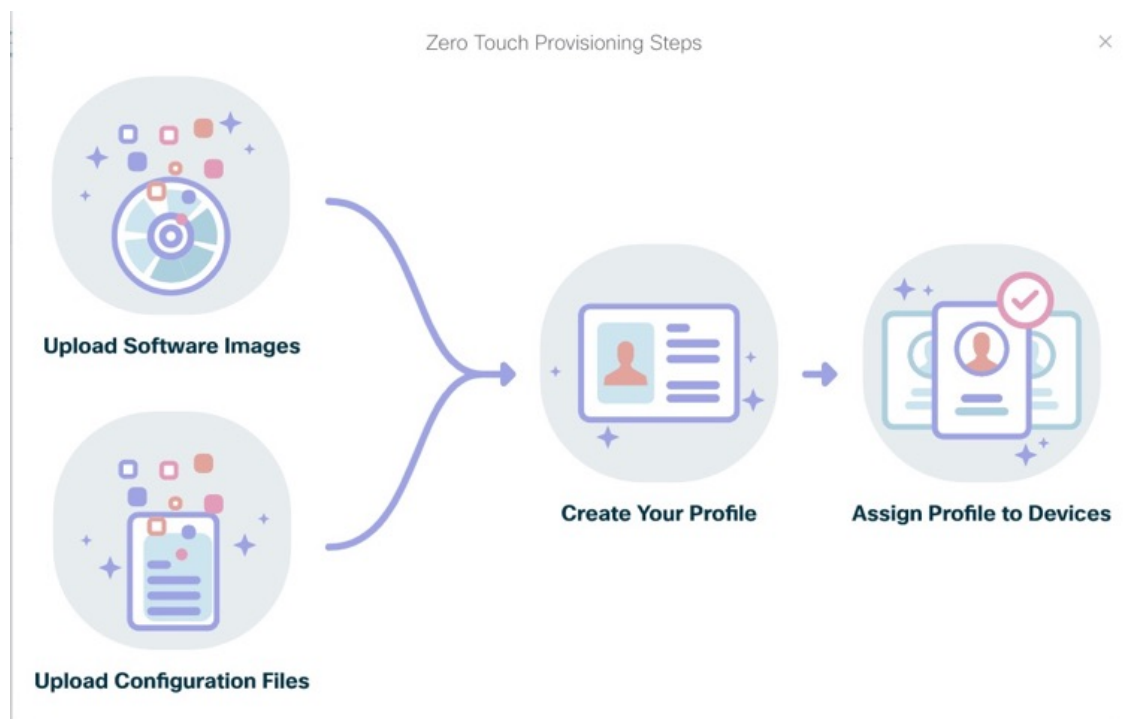 Zero Touch Provisioning Steps
Upload Software Images
Upload Configuration Files
Create Your Profile
Assign Profile to Devices